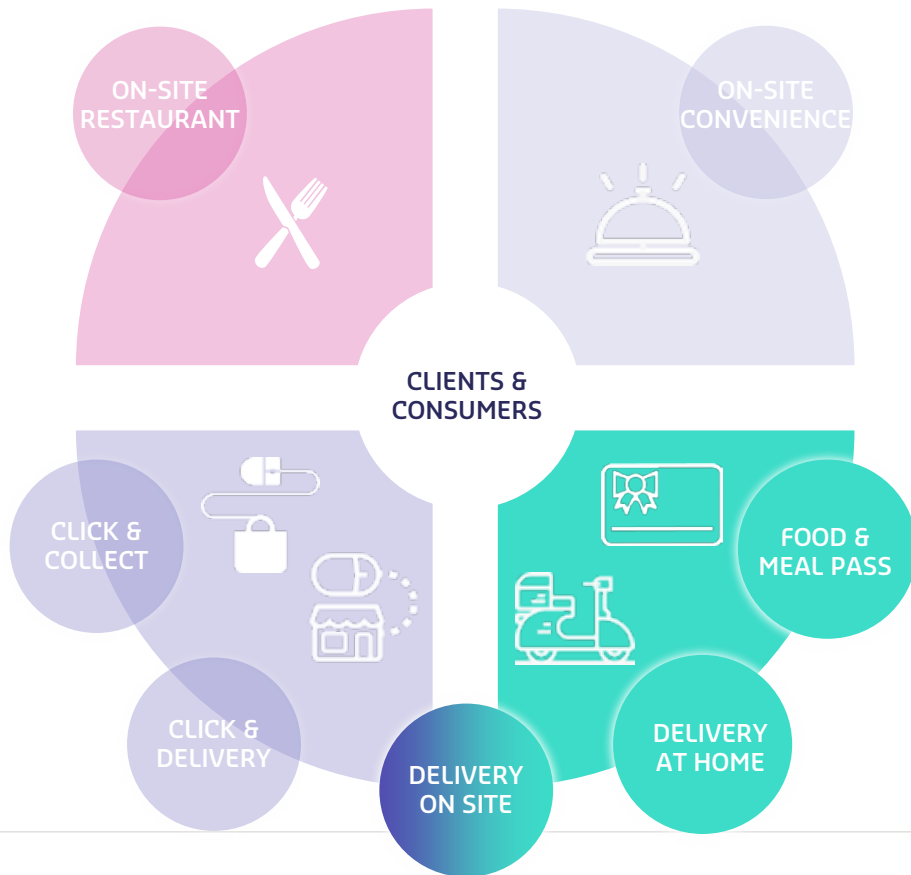 ON-SITE
RESTAURANT
ON-SITE
CONVENIENCE
CLIENTS &
CONSUMERS
CLICK &
COLLECT
FOOD &
MEAL PASS
CLICK &
DELIVERY
DELIVERY
ON SITE
DELIVERY
AT HOME